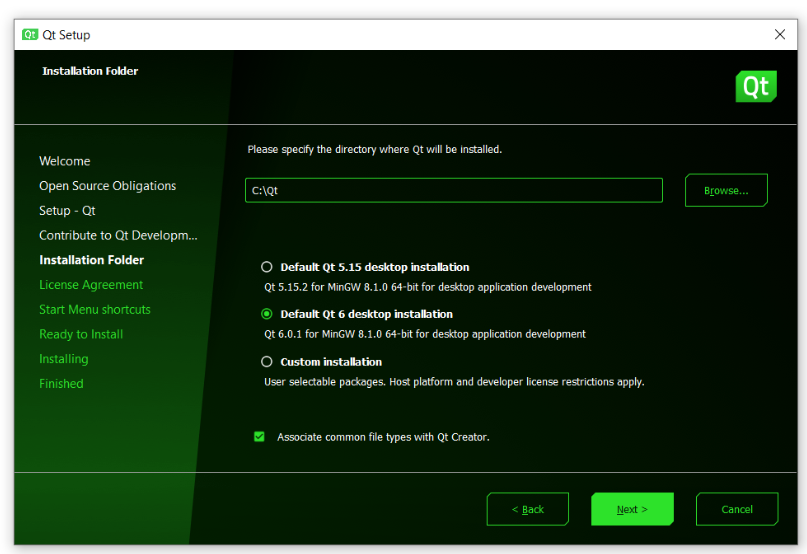 Qt Qt Setup
Installation Folder
Qt
Welcome
Open Source Obligations
Setup - Qt
Contribute to Qt Developm...
Installation Folder
License Agreement
Start Menu shortcuts
Ready to Install
Installing
Finished
Please specify the directory where Qt will be installed.
C:\Qt
Browse...
Default Qt 5.15 desktop installation
Qt 5.15.2 for MinGW 8.1.0 64-bit for desktop application development
Default Qt 6 desktop installation
Qt 6.0.1 for MinGW 8.1.0 64-bit for desktop application development
Custom installation
User selectable packages. Host platform and developer license restrictions apply.
Associate common file types with Qt Creator.
< Back
Next >
Cancel